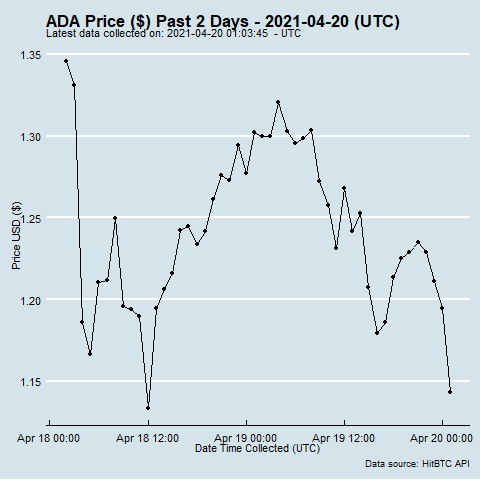 ADA Price ($) Past 2 Days - 2021-04-20 (UTC)
Latest data collected on: 2021-04-20 01:03:45 - UTC
1.35
1.30
1.25
1.20
1.15
Price USD ($)
Apr 18 00:00 Apr 18 12:00 Apr 19 00:00 Apr 19 12:00 Apr 20 00:00
Date Time Collected (UTC)
Data source: HitBTC API